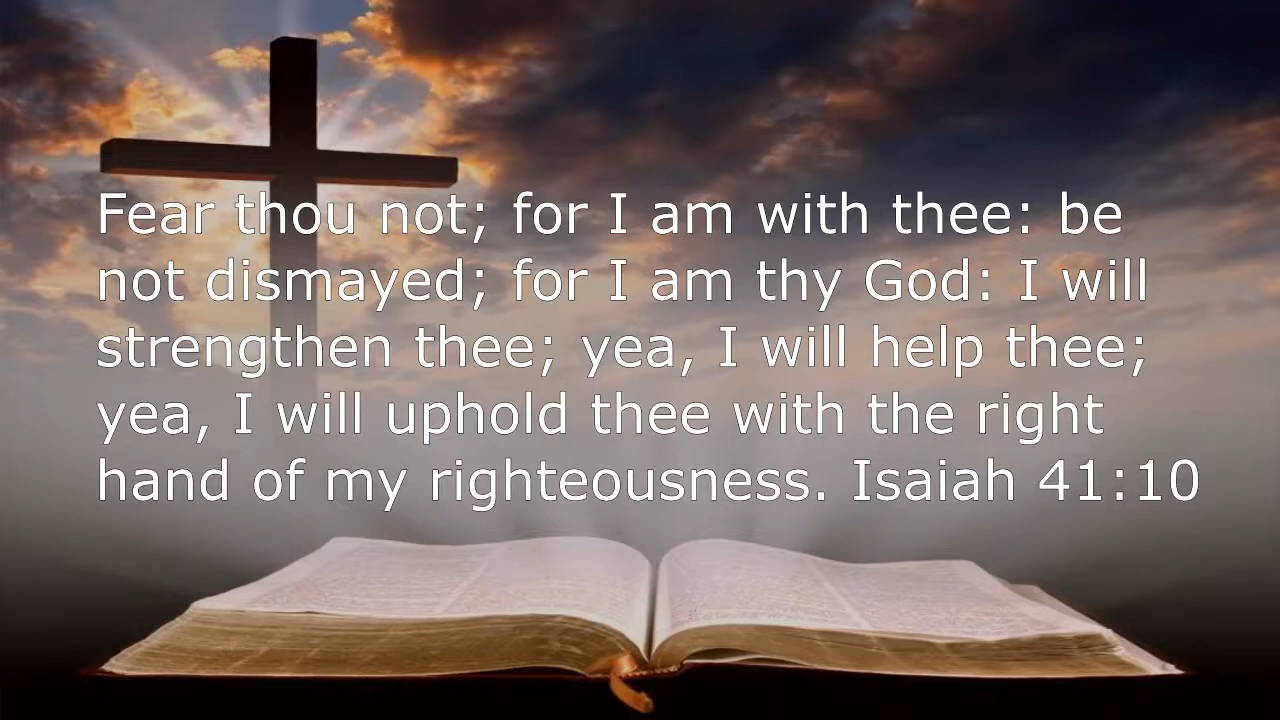 Fear thou not; for I am with thee: be
not dismayed; for I am thy God: I will
strengthen thee; yea, I will help thee;
yea, I will uphold thee with the right
hand of my righteousness. Isaiah 41:10